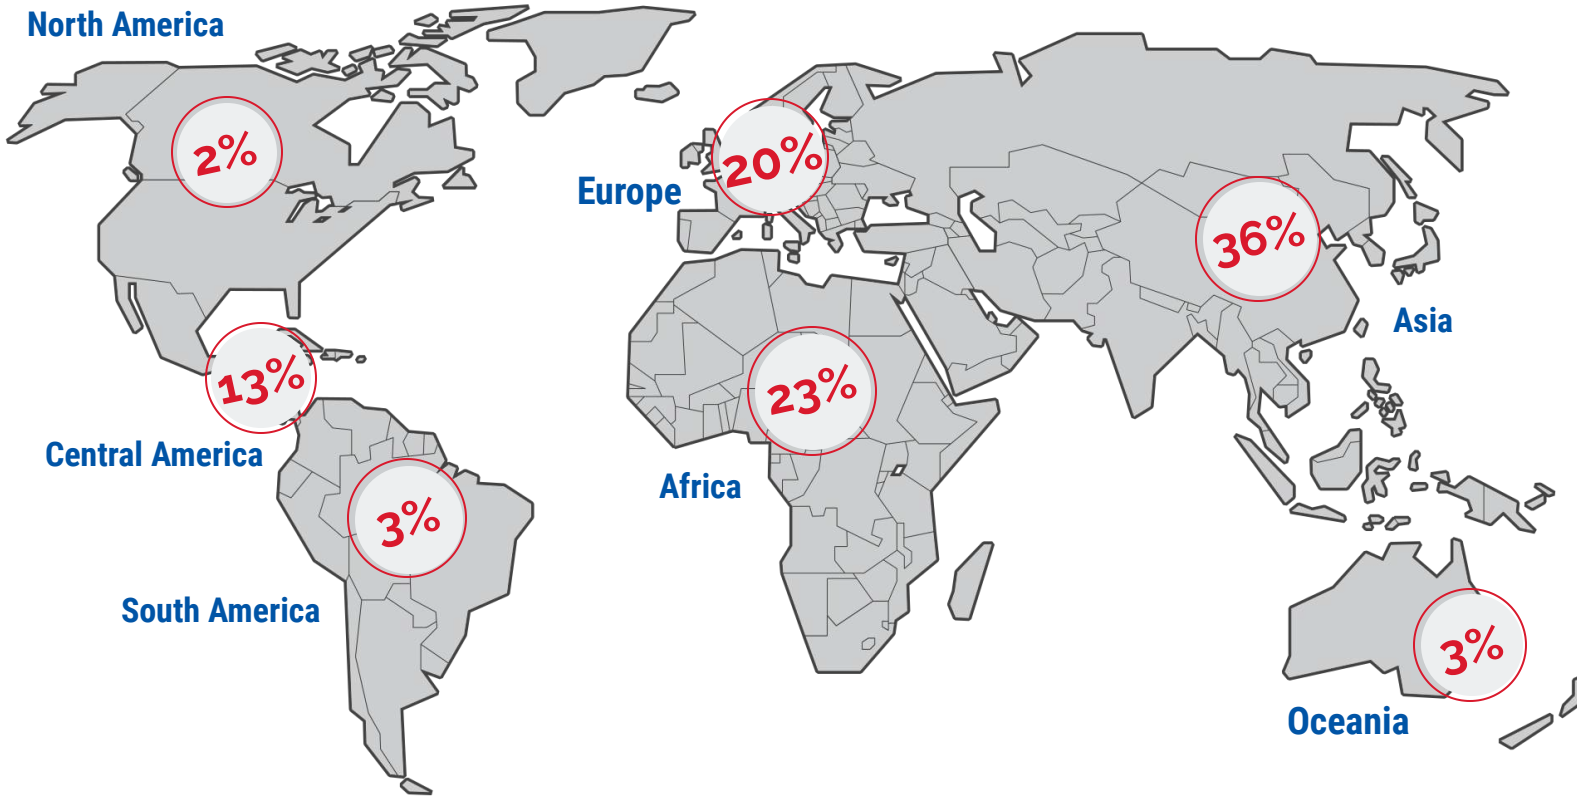 North America
2%
20%
Europe
36%
Asia
13%
Central America
23%
Africa
3%
South America
3%
Oceania